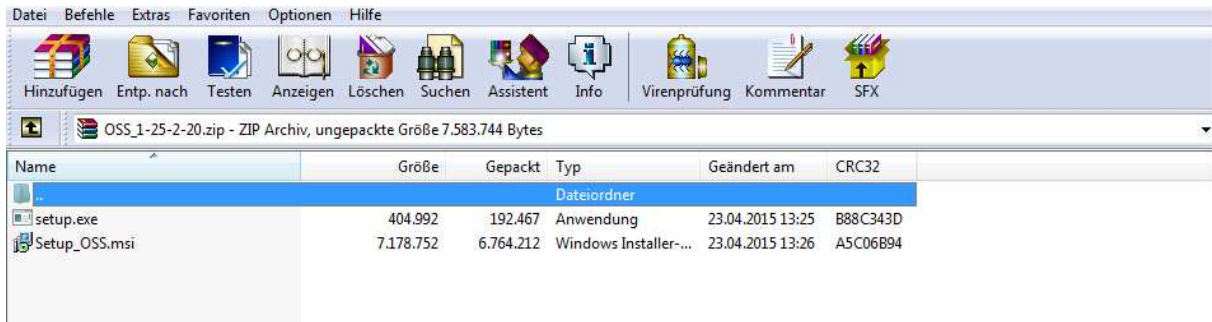 Datei Befehle Extras Favoriten Optionen Hilfe
Hinzufügen Entp. nach Testen Anzeigen Löschen Suchen Assistent Info Virenprüfung Kommentar SFX
OSS_1-25-2-20.zip - ZIP Archiv, ungepackte Größe 7.583.744 Bytes
Name Größe Gepackt Typ Geändert am CRC32
.. Dateiordner
setup.exe 404.992 192.467 Anwendung 23.04.2015 13:25 B88C343D
Setup_OSS.msi 7.178.752 6.764.212 Windows Installer-... 23.04.2015 13:26 A5C06B94